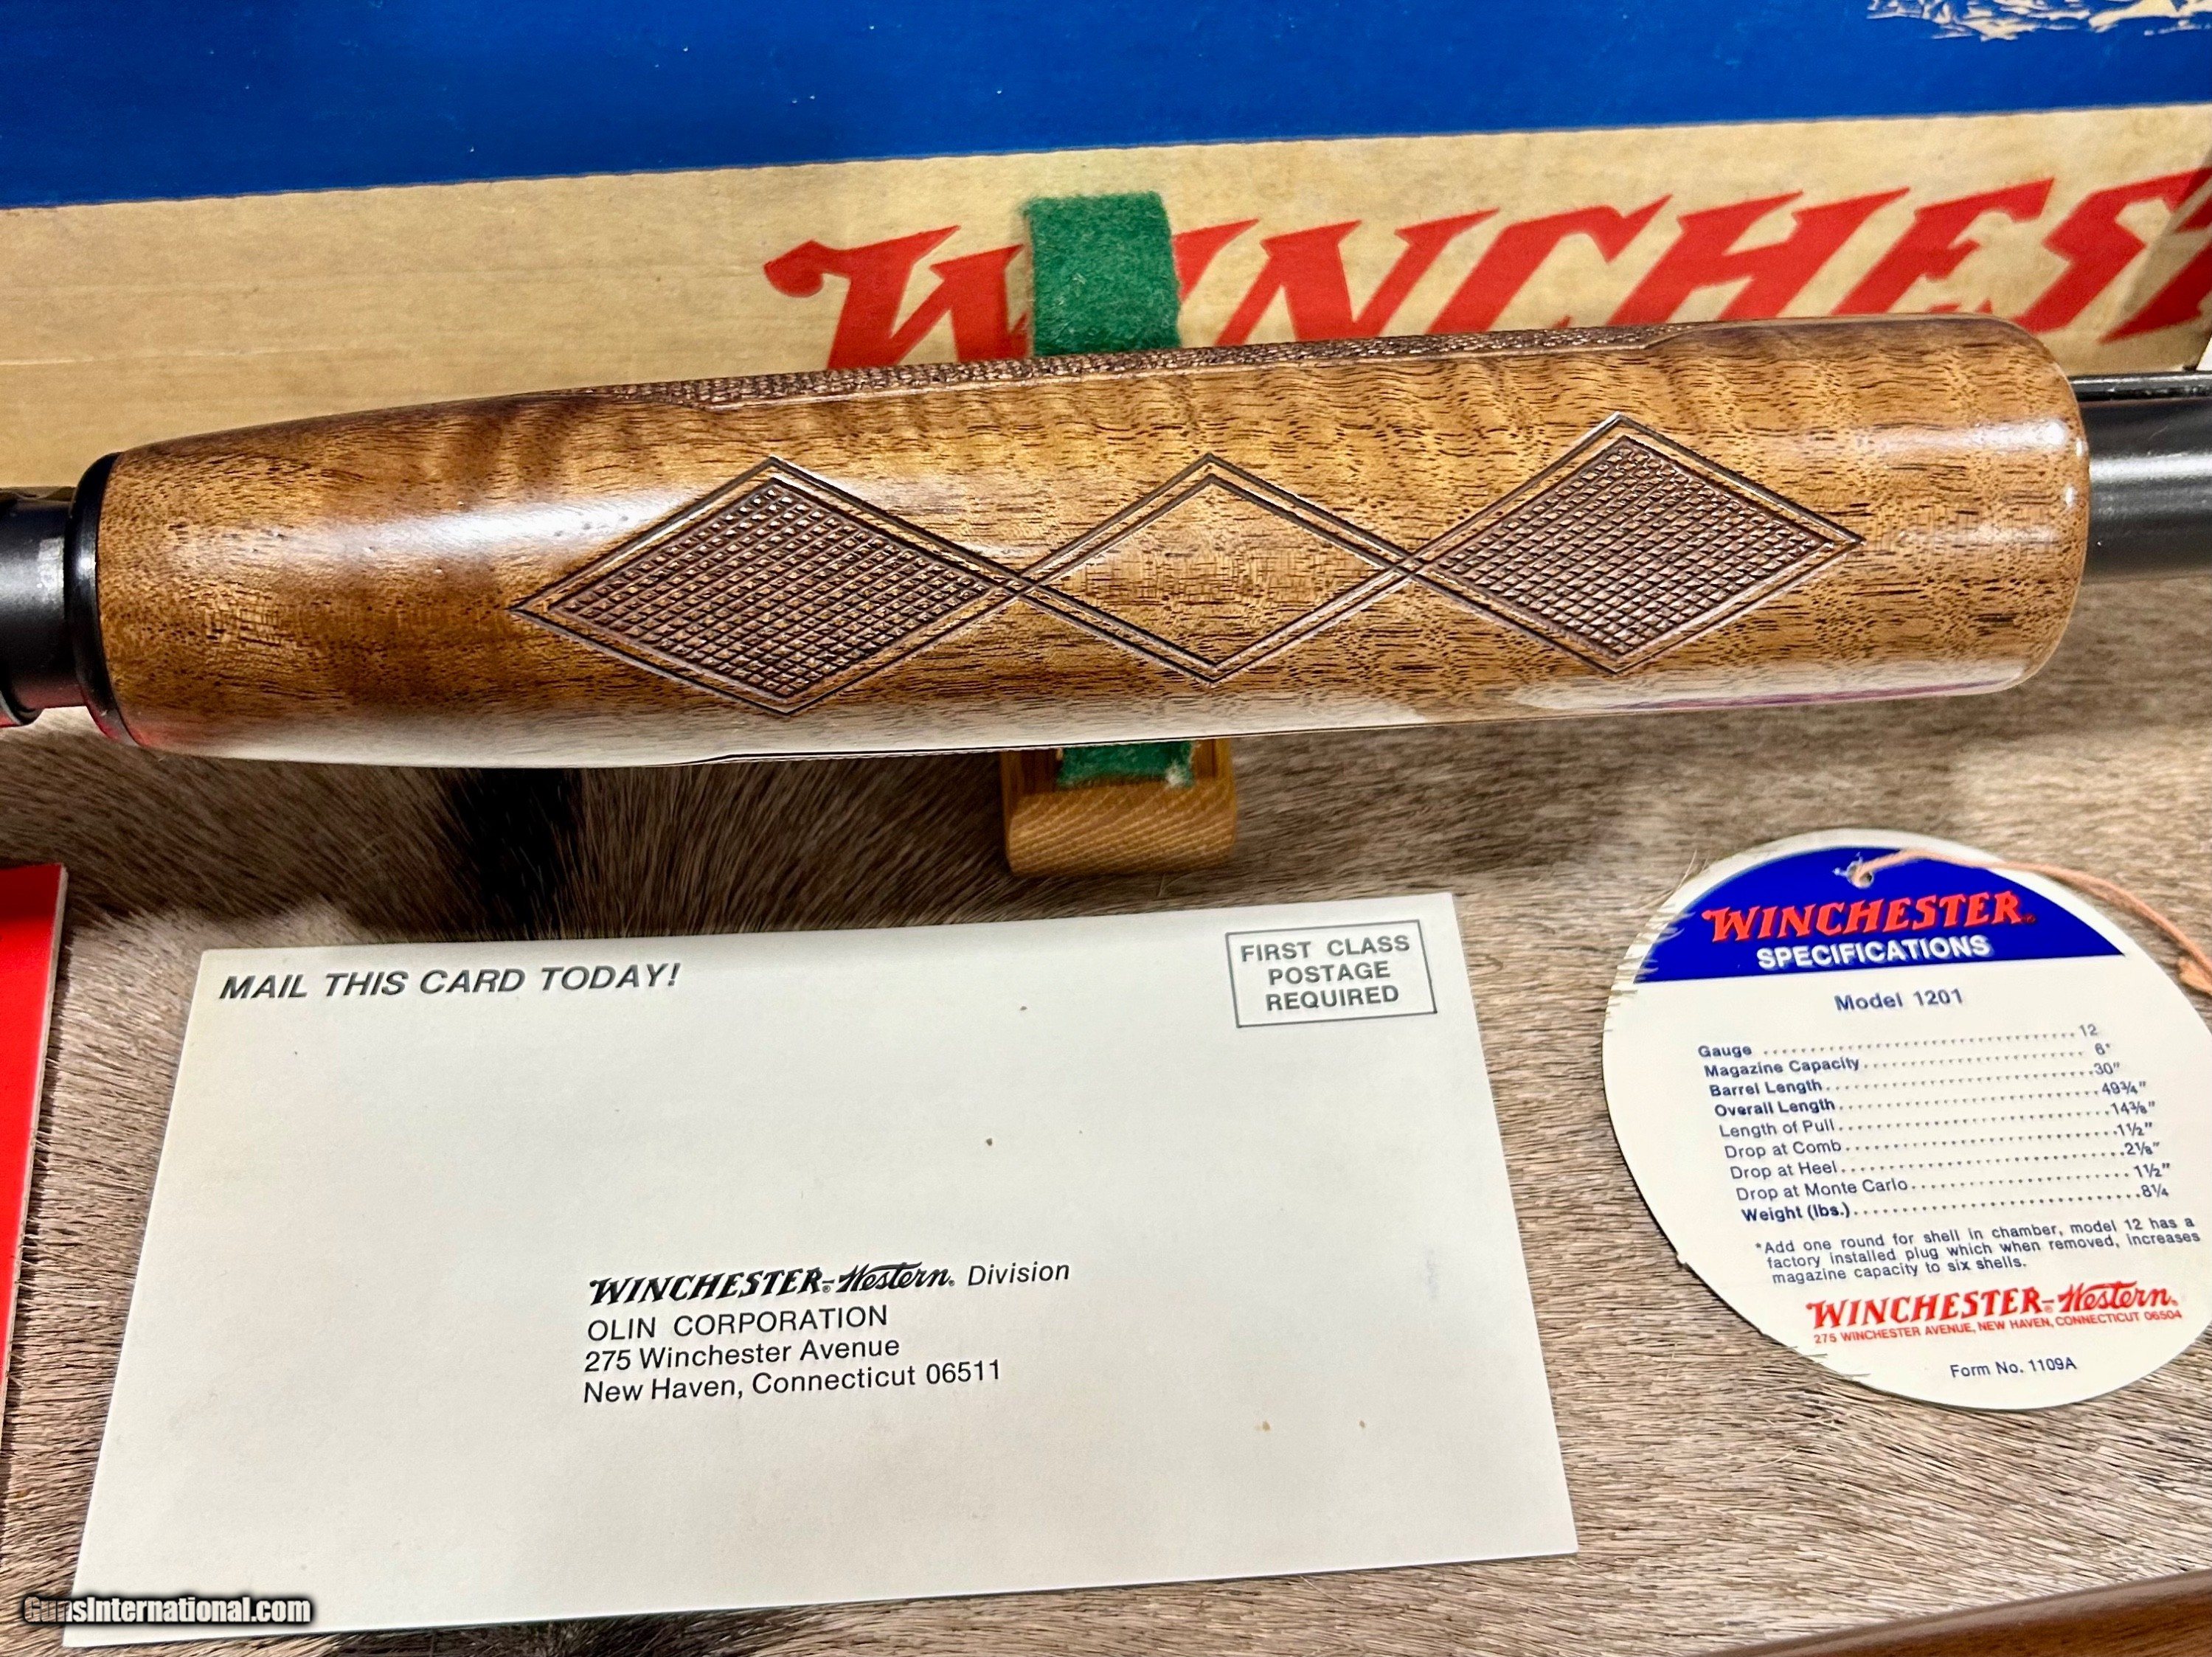 WINCHEST
MAIL THIS CARD TODAY!
FIRST CLASS
POSTAGE
REQUIRED
WINCHESTER®-Western® Division
OLIN CORPORATION
275 Winchester Avenue
New Haven, Connecticut 06511
WINCHESTER®
SPECIFICATIONS
Model 1201
Gauge ........................................ 12
Magazine Capacity ........................ 6*
Barrel Length ............................. 30"
Overall Length ............................ 49¾"
Length of Pull ............................ 14⅜"
Drop at Comb ............................. 1½"
Drop at Heel .............................. 2⅛"
Drop at Monte Carlo ..................... 1½"
Weight (lbs.) .............................. 8¼
*Add one round for shell in chamber, model 12 has a
factory installed plug which when removed, increases
magazine capacity to six shells.
WINCHESTER®-Western®
275 WINCHESTER AVENUE, NEW HAVEN, CONNECTICUT 06504
Form No. 1109A
GunsInternational.com